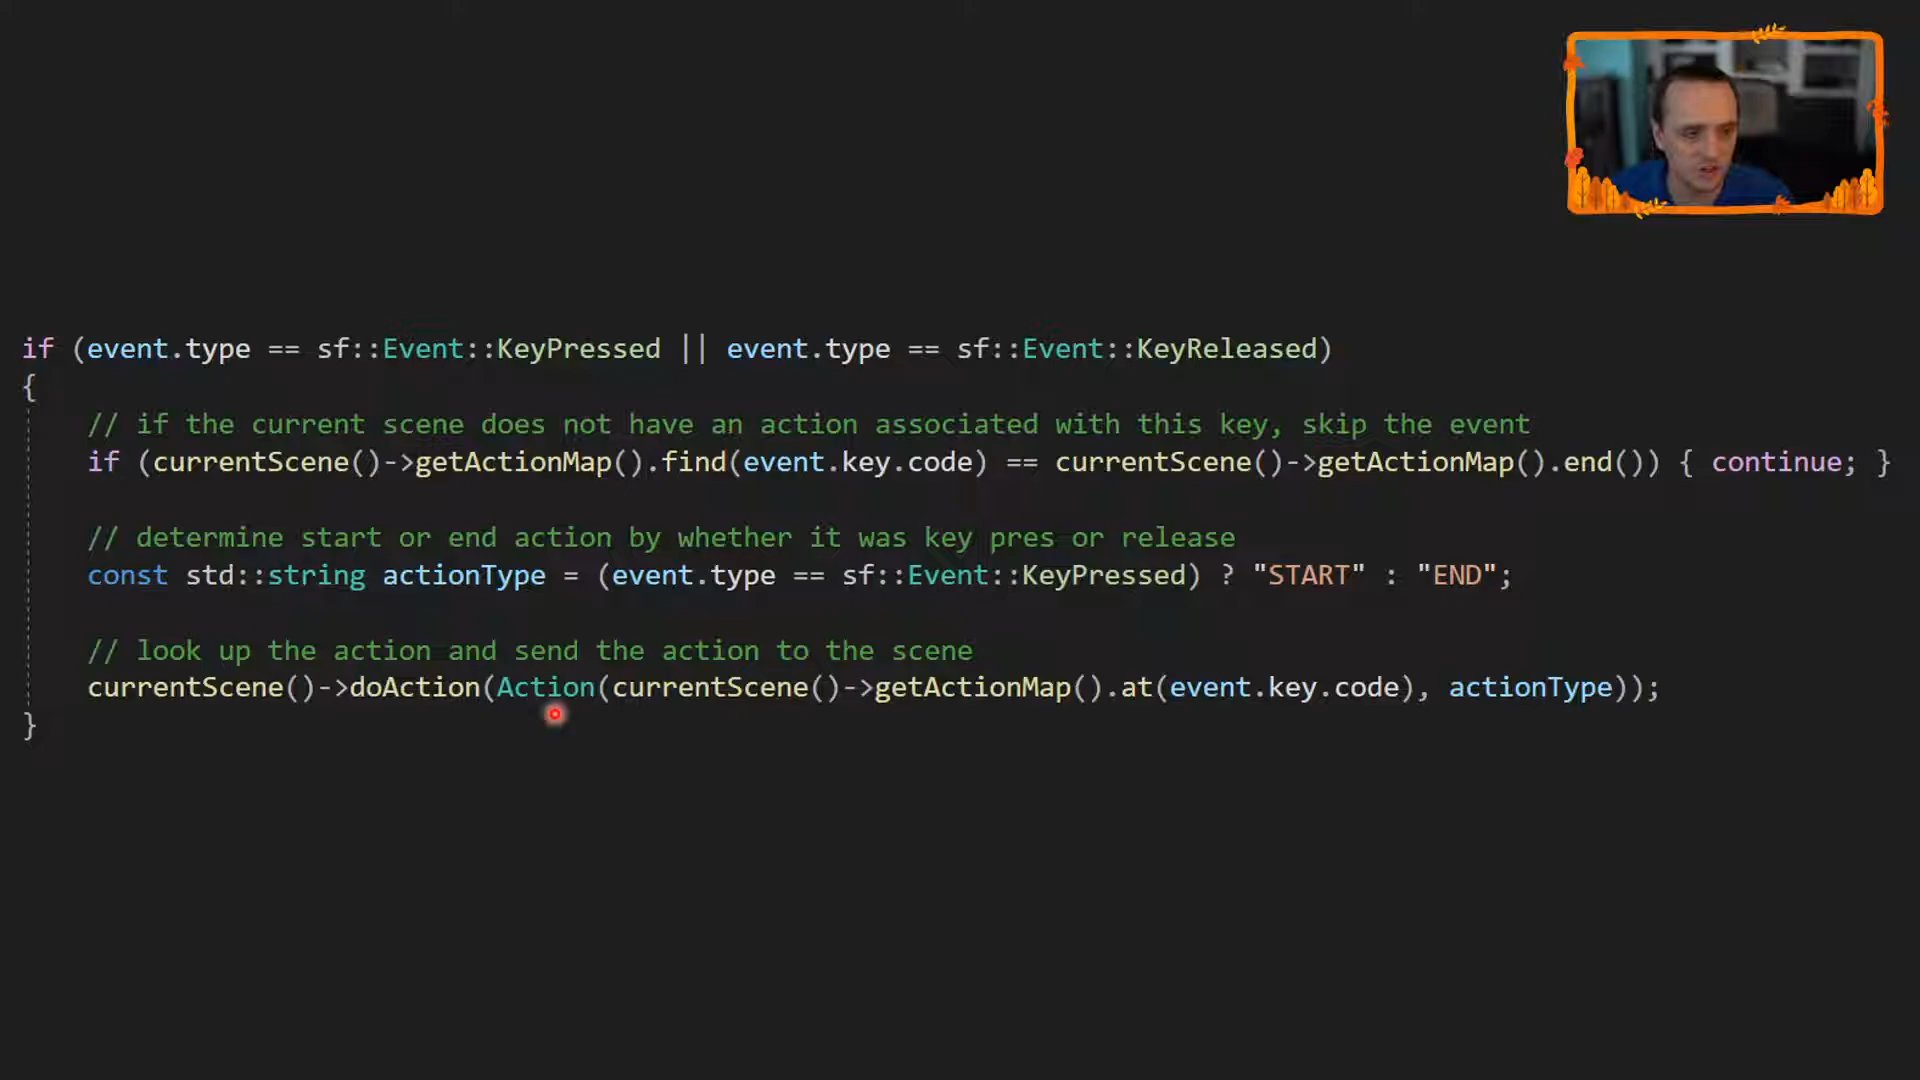 if (event.type == sf::Event::KeyPressed || event.type == sf::Event::KeyReleased)
{
// if the current scene does not have an action associated with this key, skip the event
if (currentScene()->getActionMap().find(event.key.code) == currentScene()->getActionMap().end()) { continue; }
// determine start or end action by whether it was key pres or release
const std::string actionType = (event.type == sf::Event::KeyPressed) ? "START" : "END";
// look up the action and send the action to the scene
currentScene()->doAction(Action(currentScene()->getActionMap().at(event.key.code), actionType));
}